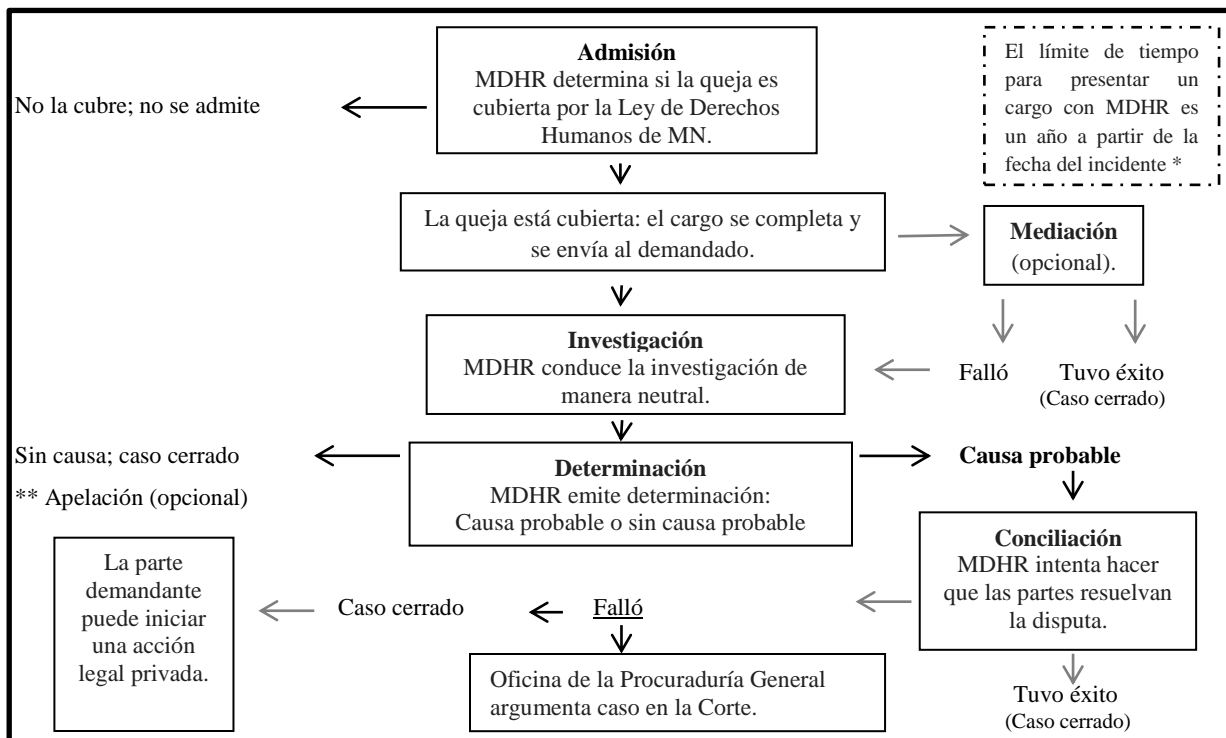 Admisión
MDHR determina si la queja es
cubierta por la Ley de Derechos
Humanos de MN.
No la cubre; no se admite
El límite de tiempo
para presentar un
cargo con MDHR es
un año a partir de la
fecha del incidente *
La queja está cubierta: el cargo se completa y
se envía al demandado.
Mediación
(opcional).
Investigación
MDHR conduce la investigación de
manera neutral.
Falló
Tuvo éxito
(Caso cerrado)
Sin causa; caso cerrado
** Apelación (opcional)
Determinación
MDHR emite determinación:
Causa probable o sin causa probable
Causa probable
Conciliación
MDHR intenta hacer
que las partes resuelvan
la disputa.
La parte
demandante
puede iniciar
una acción
legal privada.
Caso cerrado
Falló
Oficina de la Procuraduría General
argumenta caso en la Corte.
Tuvo éxito
(Caso cerrado)